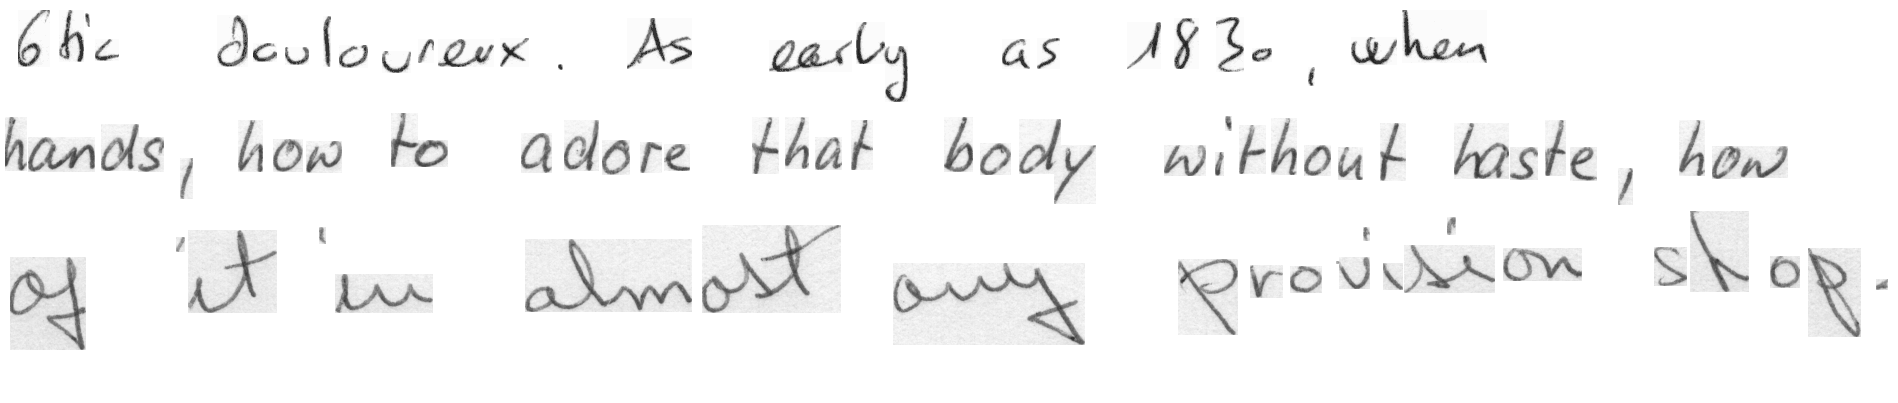 6tic douloureux. As early as 1830, when
hands, how to adore that body without haste, how
of it in almost any provision shop.